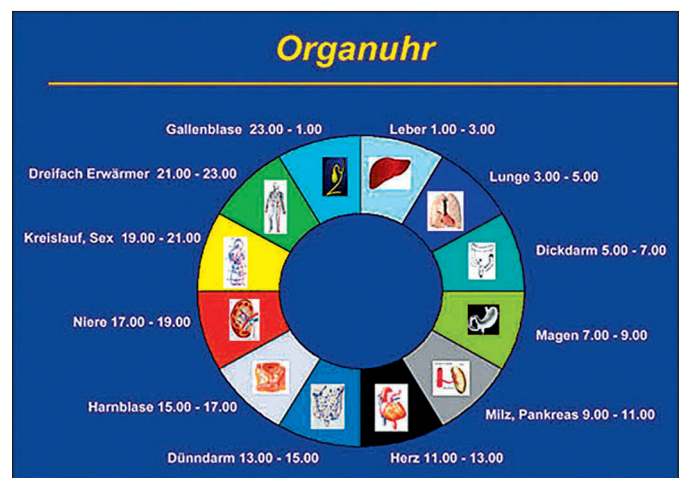 Organuhr
Gallenblase 23.00 - 1.00
Leber 1.00 - 3.00
Dreifach Erwärmer 21.00 - 23.00
Lunge 3.00 - 5.00
Kreislauf, Sex 19.00 - 21.00
Dickdarm 5.00 - 7.00
Niere 17.00 - 19.00
Magen 7.00 - 9.00
Harnblase 15.00 - 17.00
Milz, Pankreas 9.00 - 11.00
Dünndarm 13.00 - 15.00
Herz 11.00 - 13.00